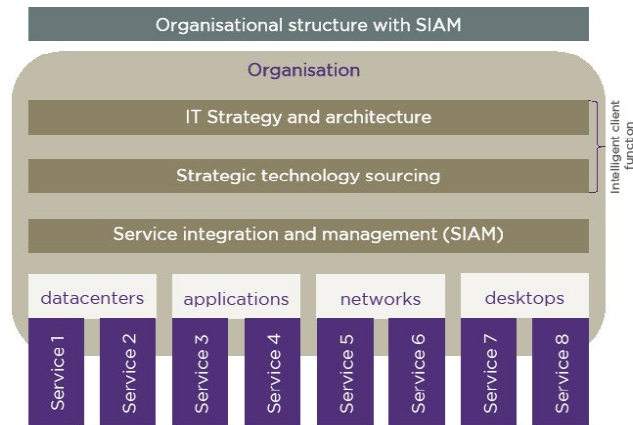 Organisational structure with SIAM
Organisation
IT Strategy and architecture
Strategic technology sourcing
Intelligent client
function
Service integration and management (SIAM)
datacenters
applications
networks
desktops
Service 1
Service 2
Service 3
Service 4
Service 5
Service 6
Service 7
Service 8